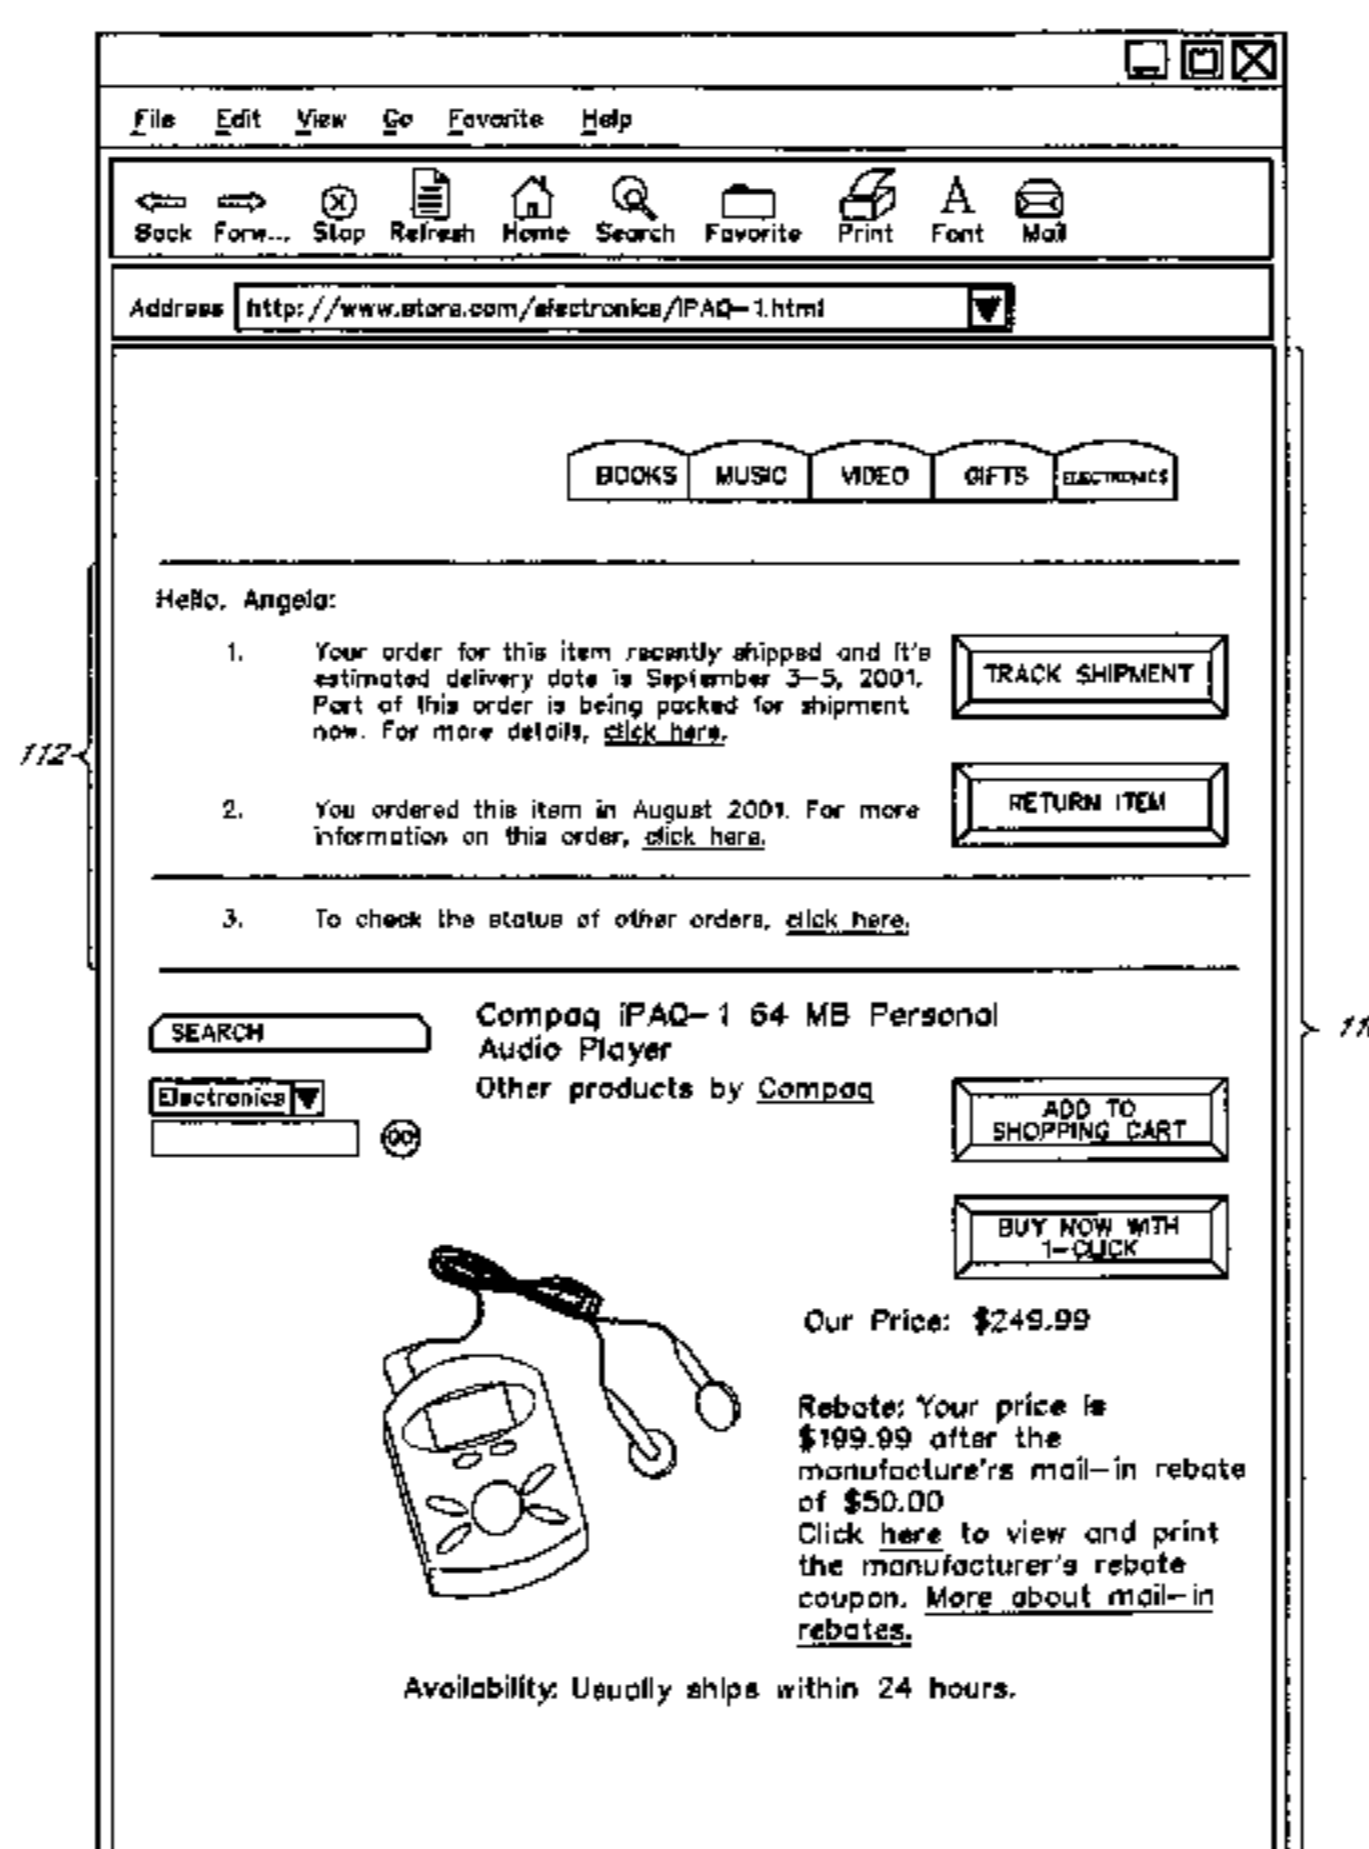 File Edit View Go Favorite Help
Back Forw... Stop Refresh Home Search Favorite Print Font Mail
Address http://www.store.com/electronics/IPAQ-1.html
BOOKS MUSIC VIDEO GIFTS ELECTRONICS
Hello, Angela:
1. Your order for this item recently shipped and it's
estimated delivery date is September 3-5, 2001.
Part of this order is being packed for shipment
now. For more details, click here.
TRACK SHIPMENT
112
2. You ordered this item in August 2001. For more
information on this order, click here.
RETURN ITEM
3. To check the status of other orders, click here.
SEARCH
Electronics
GO
Compaq iPAQ-1 64 MB Personal
Audio Player
Other products by Compaq
ADD TO
SHOPPING CART
BUY NOW WITH
1-CLICK
Our Price: $249.99
Rebate: Your price is
$199.99 after the
manufacture'rs mail-in rebate
of $50.00
Click here to view and print
the manufacturer's rebate
coupon. More about mail-in
rebates.
Availability: Usually ships within 24 hours.